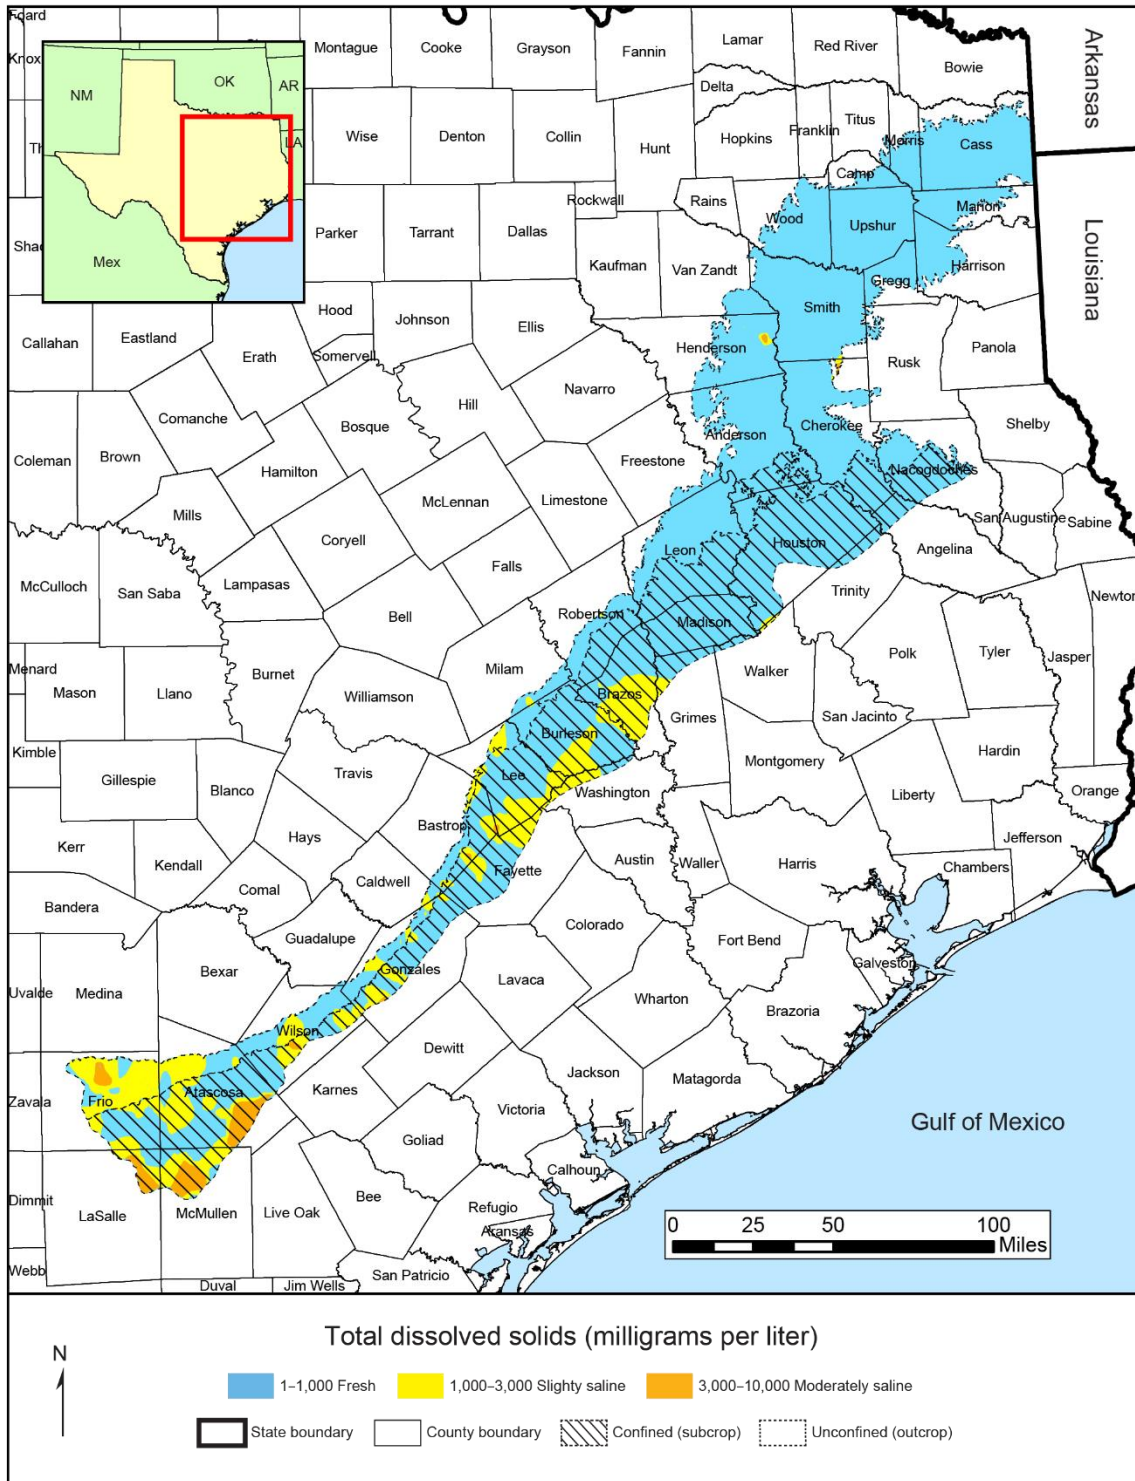 Foard
Knox
Th
Shac
NM
OK
AR
LA
Mex
Montague
Cooke
Grayson
Fannin
Lamar
Red River
Bowie
Arkansas
Delta
Wise
Denton
Collin
Hunt
Hopkins
Franklin
Titus
Morris
Cass
Camp
Rockwall
Rains
Wood
Upshur
Marion
Louisiana
Parker
Tarrant
Dallas
Kaufman
Van Zandt
Gregg
Harrison
Smith
Hood
Johnson
Ellis
Callahan
Eastland
Erath
Somervell
Henderson
Rusk
Panola
Navarro
Comanche
Hill
Bosque
Anderson
Cherokee
Shelby
Coleman
Brown
Hamilton
Freestone
Nacogdoches
McLennan
Limestone
Mills
San Augustine
Sabine
Coryell
Leon
Houston
Angelina
Falls
McCulloch
San Saba
Lampasas
Trinity
Newton
Bell
Robertson
Madison
Polk
Tyler
Jasper
Menard
Mason
Llano
Burnet
Milam
Walker
Williamson
Brazos
Grimes
San Jacinto
Burleson
Kimble
Gillespie
Blanco
Travis
Lee
Montgomery
Hardin
Washington
Liberty
Orange
Hays
Bastrop
Jefferson
Kerr
Kendall
Austin
Waller
Harris
Chambers
Caldwell
Fayette
Comal
Bandera
Colorado
Guadalupe
Fort Bend
Uvalde
Medina
Bexar
Gonzales
Lavaca
Galveston
Wharton
Brazoria
Wilson
Dewitt
Zavala
Frio
Atascosa
Karnes
Jackson
Matagorda
Victoria
Gulf of Mexico
Goliad
Calhoun
Dimmit
LaSalle
McMullen
Live Oak
Bee
Refugio
Aransas
Webb
Duval
Jim Wells
San Patricio
0 25 50 100
Miles
Total dissolved solids (milligrams per liter)
N
1–1,000 Fresh
1,000–3,000 Slighty saline
3,000–10,000 Moderately saline
State boundary
County boundary
Confined (subcrop)
Unconfined (outcrop)